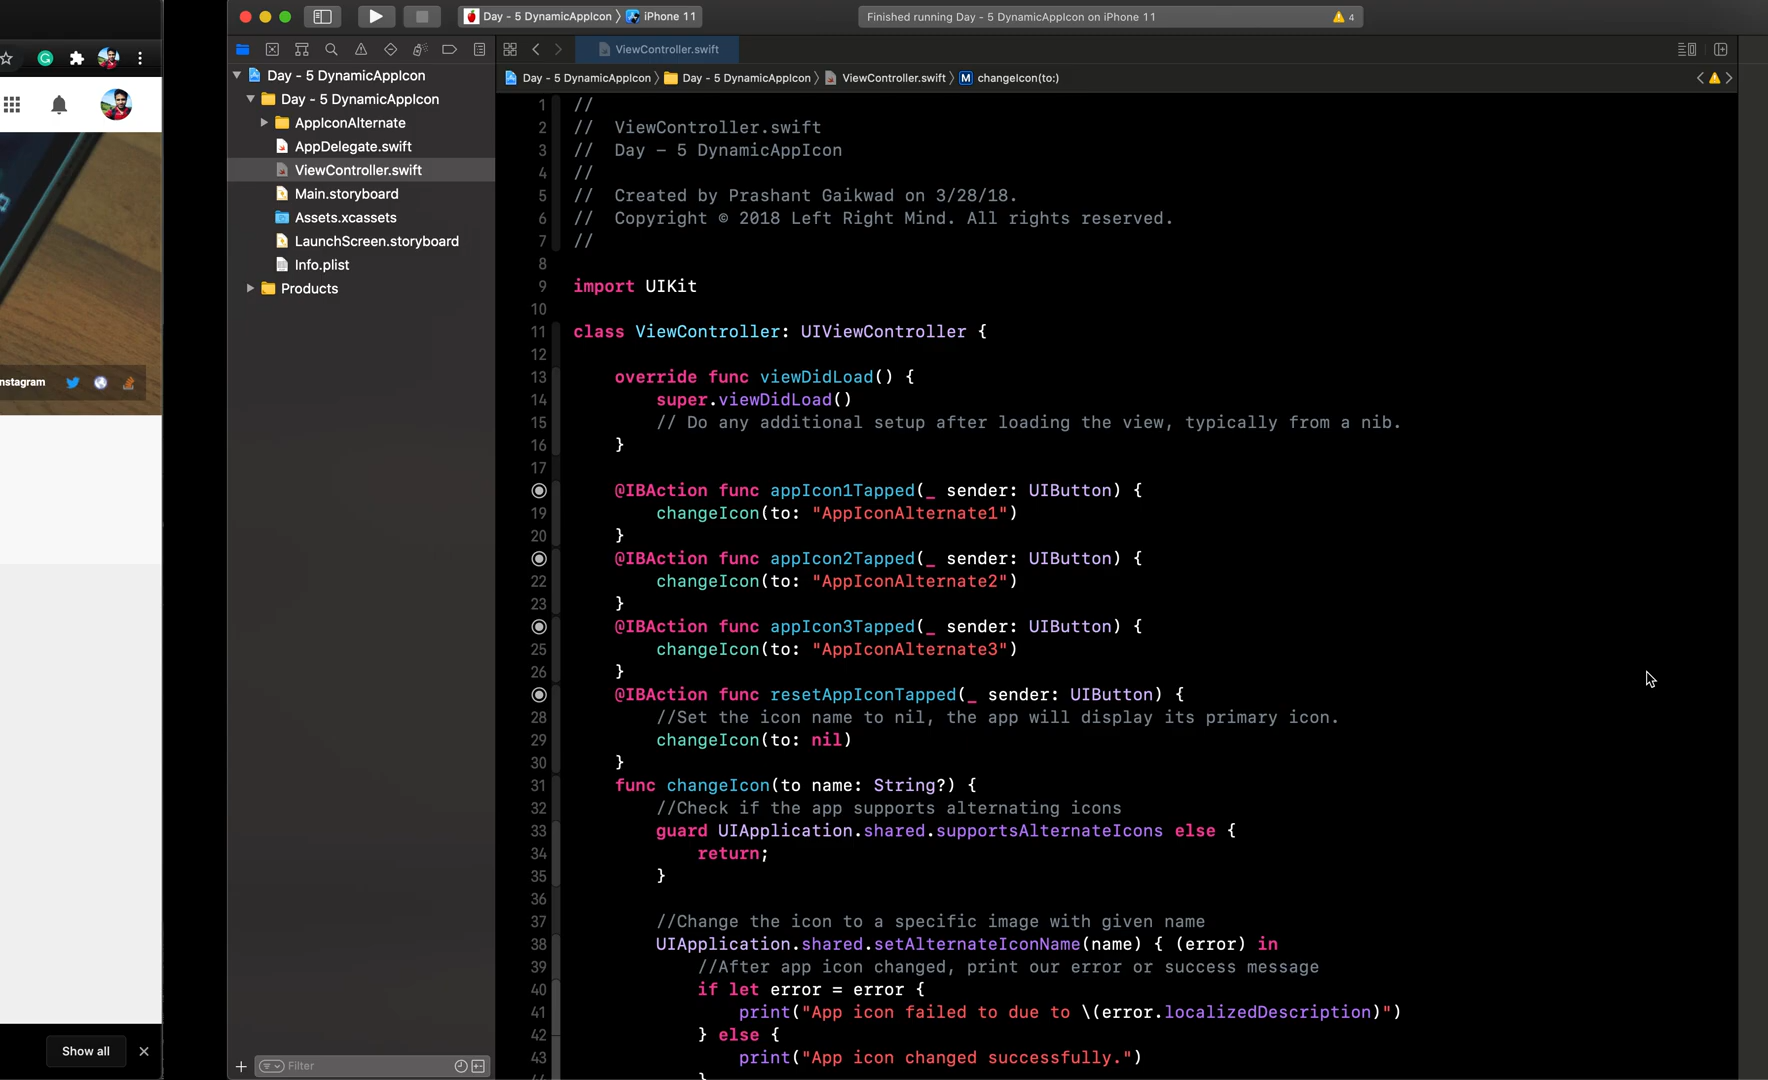 Day - 5 DynamicAppIcon 〉 iPhone 11
Finished running Day - 5 DynamicAppIcon on iPhone 11
4
ViewController.swift
Day - 5 DynamicAppIcon 〉 Day - 5 DynamicAppIcon 〉 ViewController.swift 〉 M changeIcon(to:)
Day - 5 DynamicAppIcon
Day - 5 DynamicAppIcon
AppIconAlternate
AppDelegate.swift
ViewController.swift
Main.storyboard
Assets.xcassets
LaunchScreen.storyboard
Info.plist
Products
Filter
nstagram
Show all
1 //
2 //  ViewController.swift
3 //  Day - 5 DynamicAppIcon
4 //
5 //  Created by Prashant Gaikwad on 3/28/18.
6 //  Copyright © 2018 Left Right Mind. All rights reserved.
7 //
8
9 import UIKit
10
11 class ViewController: UIViewController {
12
13     override func viewDidLoad() {
14         super.viewDidLoad()
15         // Do any additional setup after loading the view, typically from a nib.
16     }
17
@IBAction func appIcon1Tapped(_ sender: UIButton) {
19         changeIcon(to: "AppIconAlternate1")
20     }
@IBAction func appIcon2Tapped(_ sender: UIButton) {
22         changeIcon(to: "AppIconAlternate2")
23     }
@IBAction func appIcon3Tapped(_ sender: UIButton) {
25         changeIcon(to: "AppIconAlternate3")
26     }
@IBAction func resetAppIconTapped(_ sender: UIButton) {
28         //Set the icon name to nil, the app will display its primary icon.
29         changeIcon(to: nil)
30     }
31     func changeIcon(to name: String?) {
32         //Check if the app supports alternating icons
33         guard UIApplication.shared.supportsAlternateIcons else {
34             return;
35         }
36
37         //Change the icon to a specific image with given name
38         UIApplication.shared.setAlternateIconName(name) { (error) in
39             //After app icon changed, print our error or success message
40             if let error = error {
41                 print("App icon failed to due to \(error.localizedDescription)")
42             } else {
43                 print("App icon changed successfully.")